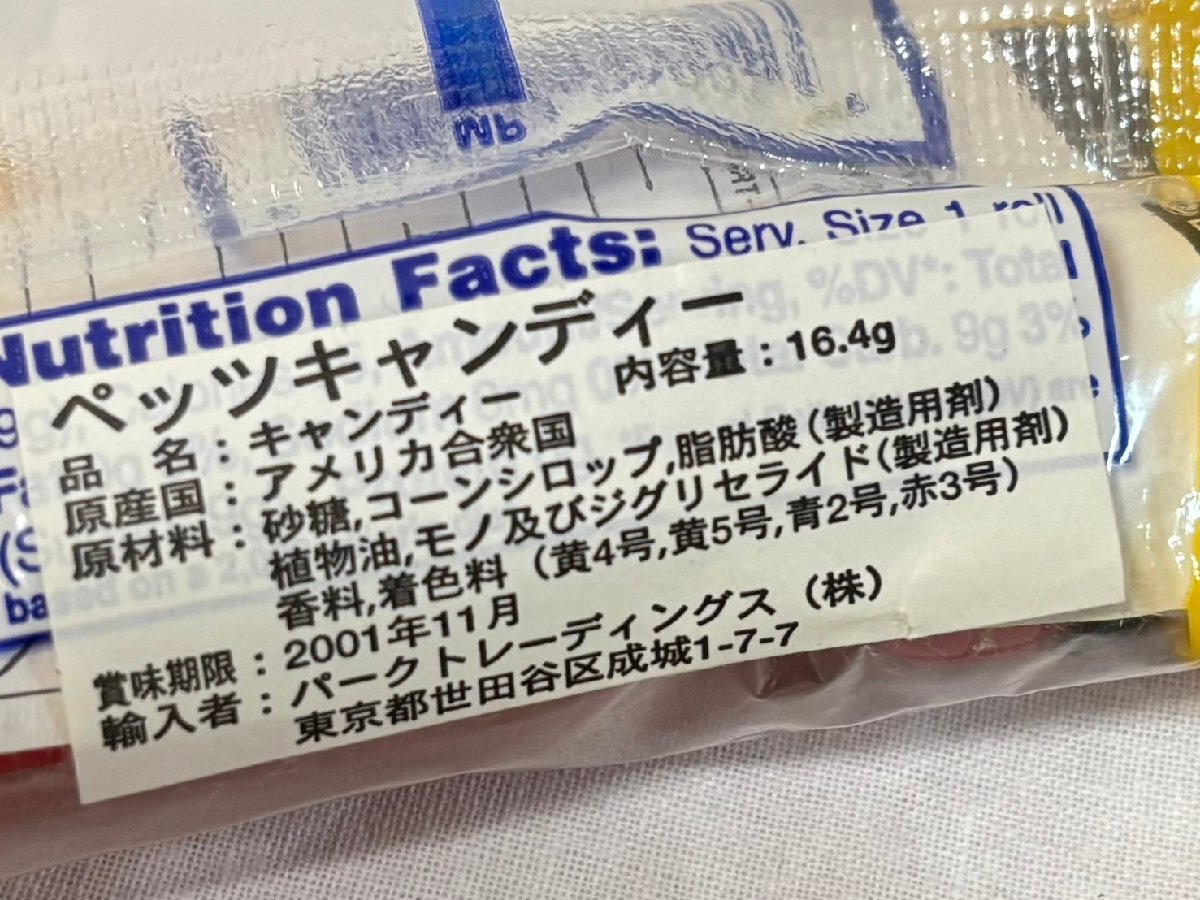 Nutrition Facts: Serv. Size 1 roll
ペッツキャンディー
品 名：キャンディー 内容量：16.4g
原産国：アメリカ合衆国
原材料：砂糖,コーンシロップ,脂肪酸(製造用剤)
植物油,モノ及びジグリセライド(製造用剤)
香料,着色料（黄4号,黄5号,青2号,赤3号）
賞味期限：2001年11月
輸入者：パークトレーディングス（株）
東京都世田谷区成城1-7-7